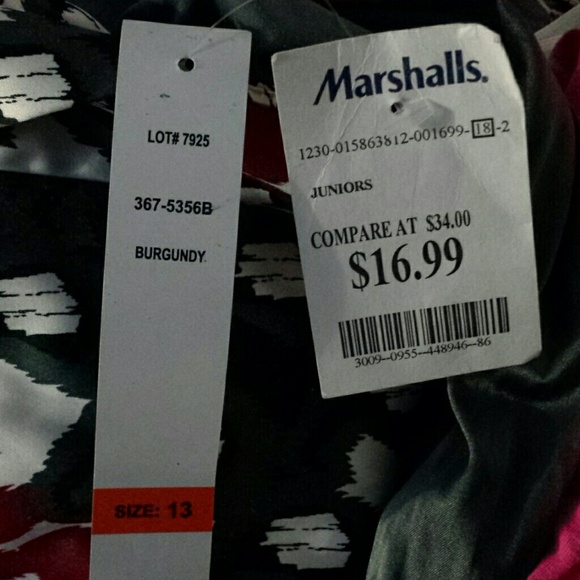 LOT# 7925
367-5356B
BURGUNDY
SIZE: 13
Marshalls.
1230-015863812-001699-18-2
JUNIORS
COMPARE AT $34.00
$16.99
3009--0955--448946--86